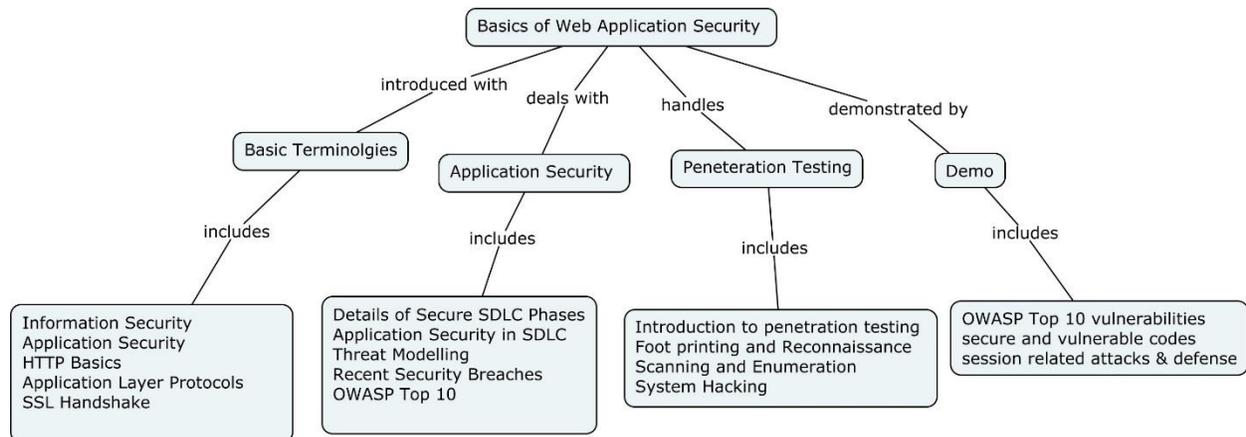 Basics of Web Application Security
introduced with
deals with
handles
demonstrated by
Basic Terminolgies
Application Security
Peneteration Testing
Demo
includes
includes
includes
includes
Information Security
Application Security
HTTP Basics
Application Layer Protocols
SSL Handshake
Details of Secure SDLC Phases
Application Security in SDLC
Threat Modelling
Recent Security Breaches
OWASP Top 10
Introduction to penetration testing
Foot printing and Reconnaissance
Scanning and Enumeration
System Hacking
OWASP Top 10 vulnerabilities
secure and vulnerable codes
session related attacks & defense